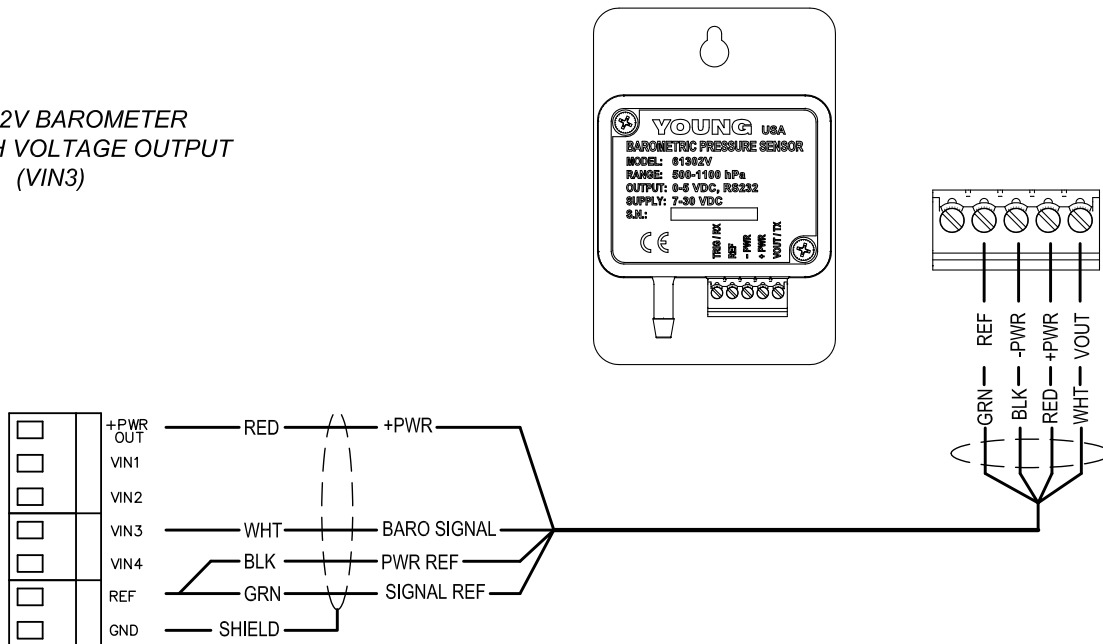 2V BAROMETER
H VOLTAGE OUTPUT
(VIN3)
YOUNG USA
BAROMETRIC PRESSURE SENSOR
MODEL: 61302V
RANGE: 500-1100 hPa
OUTPUT: 0-5 VDC, RS232
SUPPLY: 7-30 VDC
S.N.:
CE
TRIG / RX
REF
- PWR
+ PWR
VOUT / TX
REF
-PWR
+PWR
VOUT
GRN
BLK
RED
WHT
+PWR OUT
RED
+PWR
VIN1
VIN2
VIN3
WHT
BARO SIGNAL
VIN4
BLK
PWR REF
REF
GRN
SIGNAL REF
GND
SHIELD